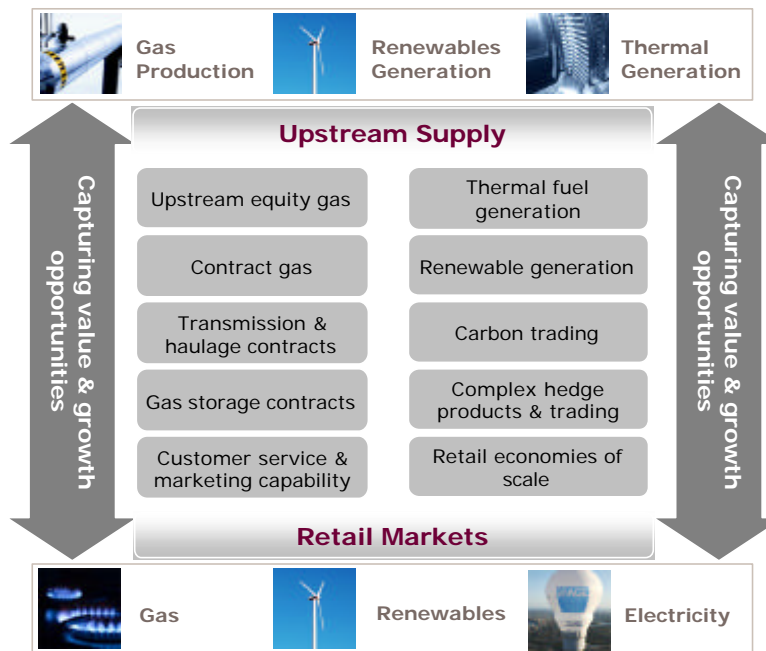 Gas
Production
Renewables
Generation
Thermal
Generation
Upstream Supply
Capturing value & growth
opportunities
Upstream equity gas
Thermal fuel
generation
Contract gas
Renewable generation
Transmission &
haulage contracts
Carbon trading
Gas storage contracts
Complex hedge
products & trading
Customer service &
marketing capability
Retail economies of
scale
Capturing value & growth
opportunities
Retail Markets
Gas
Renewables
Electricity